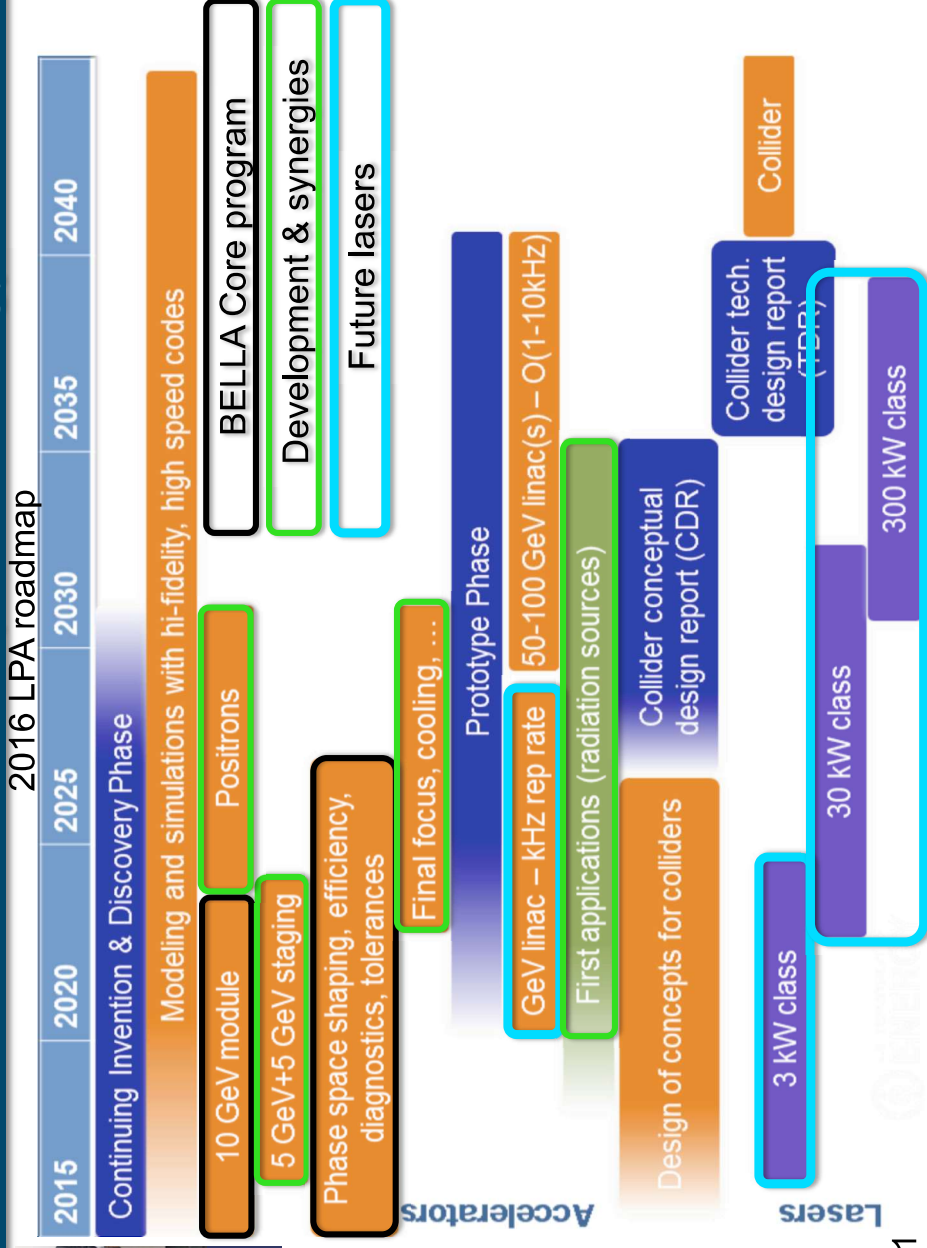 2016 LPA roadmap
2015 2020 2025 2030 2035 2040
Continuing Invention & Discovery Phase
Modeling and simulations with hi-fidelity, high speed codes
10 GeV module
Positrons
BELLA Core program
5 GeV+5 GeV staging
Development & synergies
Phase space shaping, efficiency,
diagnostics, tolerances
Future lasers
Final focus, cooling, ...
Prototype Phase
GeV linac – kHz rep rate
50-100 GeV linac(s) – O(1-10kHz)
First applications (radiation sources)
Design of concepts for colliders
Collider conceptual
design report (CDR)
Collider tech.
design report
(TDR)
Collider
Accelerators
3 kW class
30 kW class
300 kW class
Lasers
1